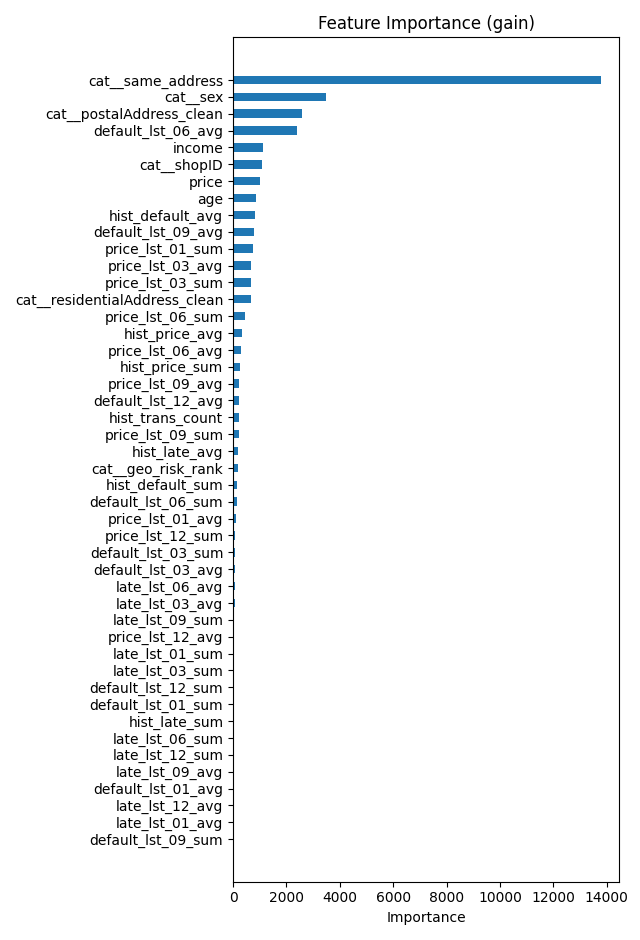 Feature Importance (gain)
cat__same_address
cat__sex
cat__postalAddress_clean
default_lst_06_avg
income
cat__shopID
price
age
hist_default_avg
default_lst_09_avg
price_lst_01_sum
price_lst_03_avg
price_lst_03_sum
cat__residentialAddress_clean
price_lst_06_sum
hist_price_avg
price_lst_06_avg
hist_price_sum
price_lst_09_avg
default_lst_12_avg
hist_trans_count
price_lst_09_sum
hist_late_avg
cat__geo_risk_rank
hist_default_sum
default_lst_06_sum
price_lst_01_avg
price_lst_12_sum
default_lst_03_sum
default_lst_03_avg
late_lst_06_avg
late_lst_03_avg
late_lst_09_sum
price_lst_12_avg
late_lst_01_sum
late_lst_03_sum
default_lst_12_sum
default_lst_01_sum
hist_late_sum
late_lst_06_sum
late_lst_12_sum
late_lst_09_avg
default_lst_01_avg
late_lst_12_avg
late_lst_01_avg
default_lst_09_sum
0 2000 4000 6000 8000 10000 12000 14000
Importance